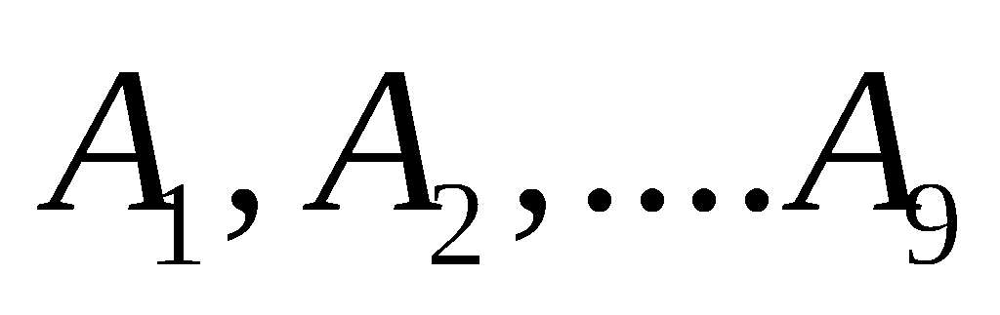 A₁, A₂, ....A₉